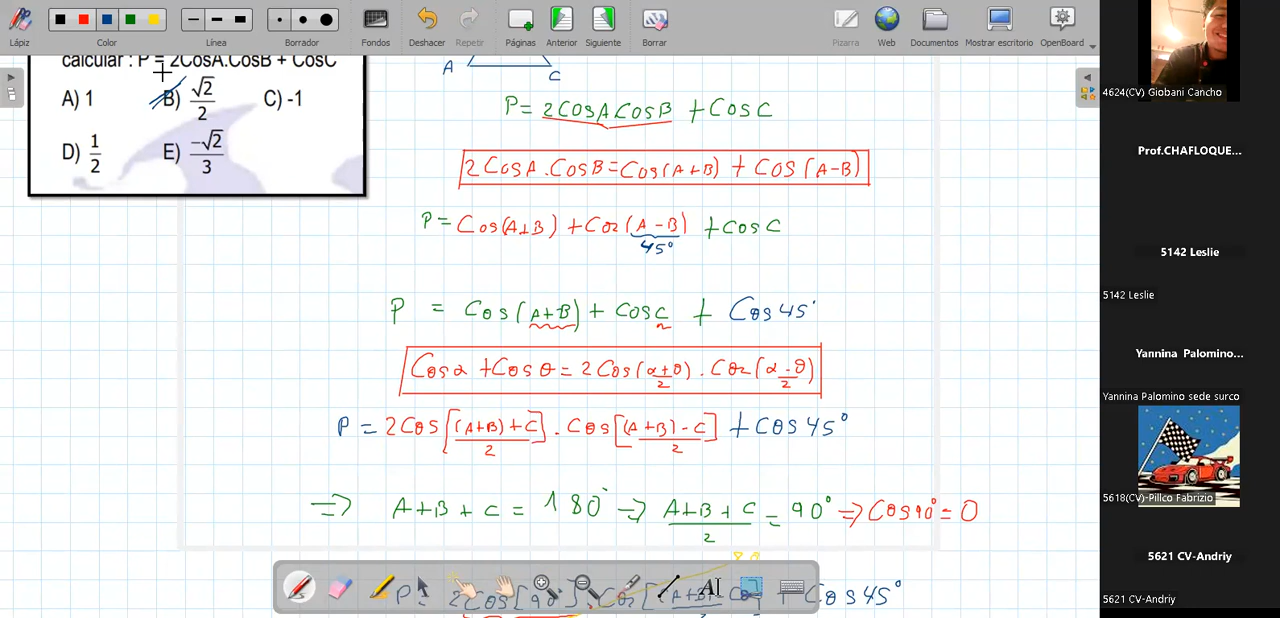 Lápiz
Color
Línea
Borrador
Fondos
Deshacer
Repetir
Páginas
Anterior
Siguiente
Borrar
Pizarra
Web
Documentos
Mostrar escritorio
OpenBoard
calcular : P = 2CosA.CosB + CosC
A) 1
B) √2/2
C) -1
D) 1/2
E) -√2/3
A
C
P = 2CosA CosB + CosC
2CosA . CosB = Cos(A+B) + Cos(A-B)
P = Cos(A+B) + Cos(A-B) + CosC
45°
P = Cos(A+B) + CosC + Cos45°
Cosα + Cosθ = 2Cos(α+θ/2) . Cos(α-θ/2)
P = 2Cos[(A+B)+C/2] . Cos[(A+B)-C/2] + Cos45°
=> A+B+C = 180° => A+B+C/2 = 90° => Cos90° = 0
P
2Cos[90°]
+ Cos45°
4624(CV) Giobani Cancho
Prof.CHAFLOQUE...
5142 Leslie
5142 Leslie
Yannina Palomino...
Yannina Palomino sede surco
5618(CV)-Pillco Fabrizio
5621 CV-Andriy
5621 CV-Andriy